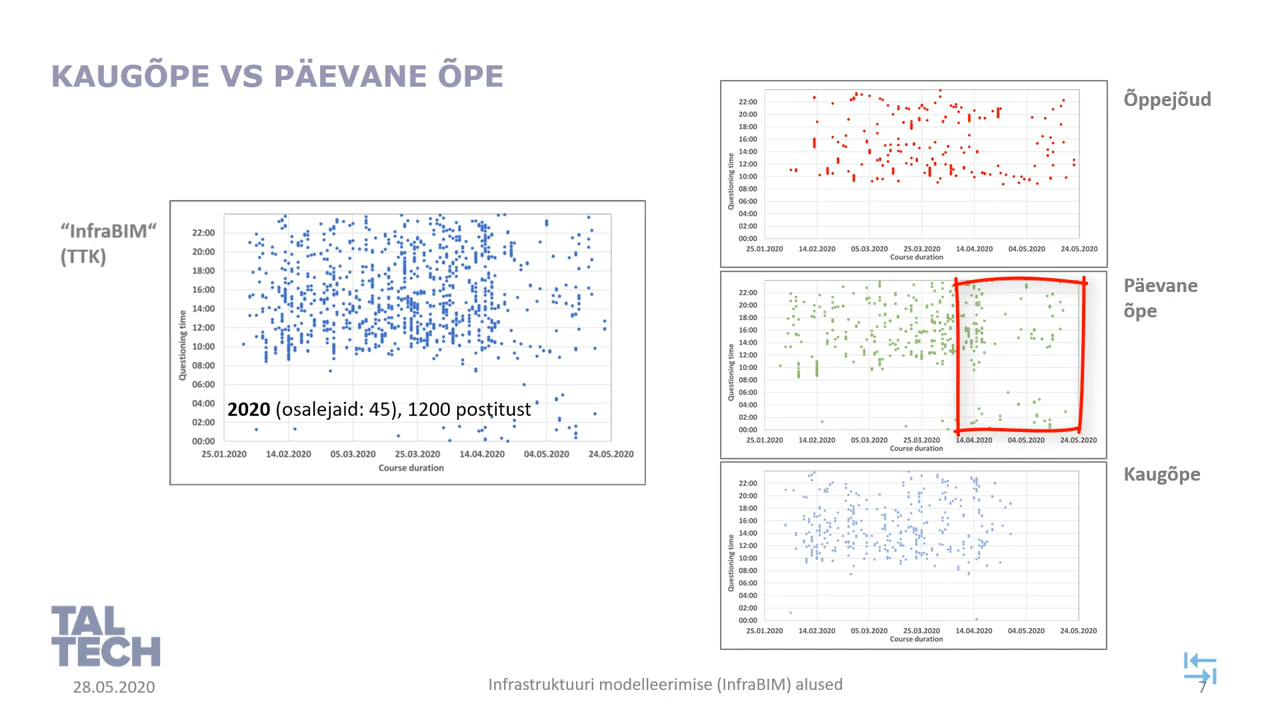 KAUGÕPE VS PÄEVANE ÕPE
“InfraBIM“
(TTK)
Questioning time
22:00
20:00
18:00
16:00
14:00
12:00
10:00
08:00
06:00
04:00
02:00
00:00
2020 (osalejaid: 45), 1200 postitust
25.01.2020 14.02.2020 05.03.2020 25.03.2020 14.04.2020 04.05.2020 24.05.2020
Course duration
Õppejõud
Questioning time
22:00
20:00
18:00
16:00
14:00
12:00
10:00
08:00
06:00
04:00
02:00
00:00
25.01.2020 14.02.2020 05.03.2020 25.03.2020 14.04.2020 04.05.2020 24.05.2020
Course duration
Päevane
õpe
Questioning time
22:00
20:00
18:00
16:00
14:00
12:00
10:00
08:00
06:00
04:00
02:00
00:00
25.01.2020 14.02.2020 05.03.2020 25.03.2020 14.04.2020 04.05.2020 24.05.2020
Course duration
Kaugõpe
Questioning time
22:00
20:00
18:00
16:00
14:00
12:00
10:00
08:00
06:00
04:00
02:00
00:00
25.01.2020 14.02.2020 05.03.2020 25.03.2020 14.04.2020 04.05.2020 24.05.2020
Course duration
TAL
TECH
28.05.2020
Infrastruktuuri modelleerimise (InfraBIM) alused
7